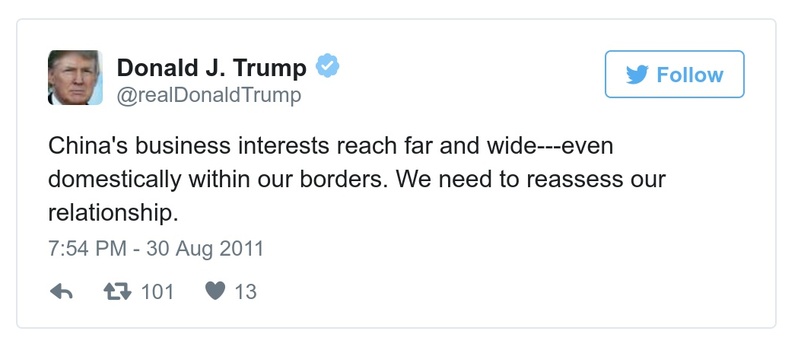 Donald J. Trump
@realDonaldTrump
Follow
China's business interests reach far and wide---even
domestically within our borders. We need to reassess our
relationship.
7:54 PM - 30 Aug 2011
101 13